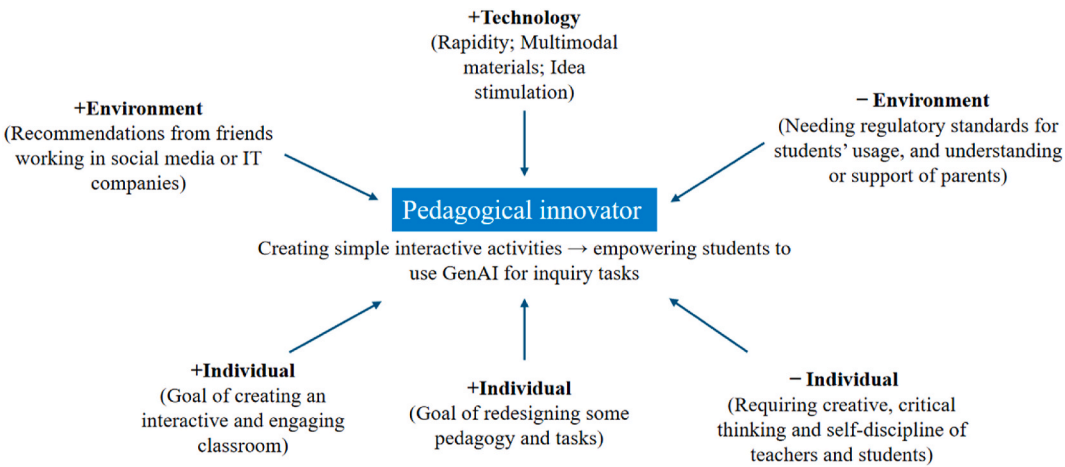 +Technology
(Rapidity; Multimodal
materials; Idea
stimulation)
+Environment
(Recommendations from friends
working in social media or IT
companies)
− Environment
(Needing regulatory standards for
students’ usage, and understanding
or support of parents)
Pedagogical innovator
Creating simple interactive activities → empowering students to
use GenAI for inquiry tasks
+Individual
(Goal of creating an
interactive and engaging
classroom)
+Individual
(Goal of redesigning some
pedagogy and tasks)
− Individual
(Requiring creative, critical
thinking and self-discipline of
teachers and students)